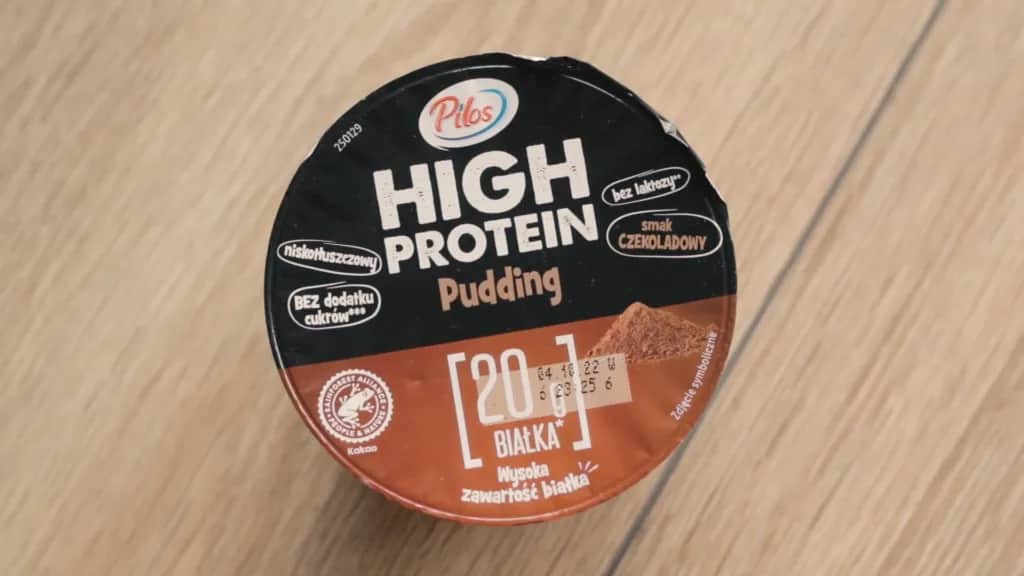 Pilos
250129
HIGH
PROTEIN
Pudding
bez laktozy**
smak
CZEKOLADOWY
niskotłuszczowy
BEZ dodatku
cukrów***
20 g
BIAŁKA*
04.10.22 W
6 23:25 6
Wysoka
zawartość białka
RAINFOREST ALLIANCE
PEOPLE & NATURE
Kakao
Zdjęcie symboliczne